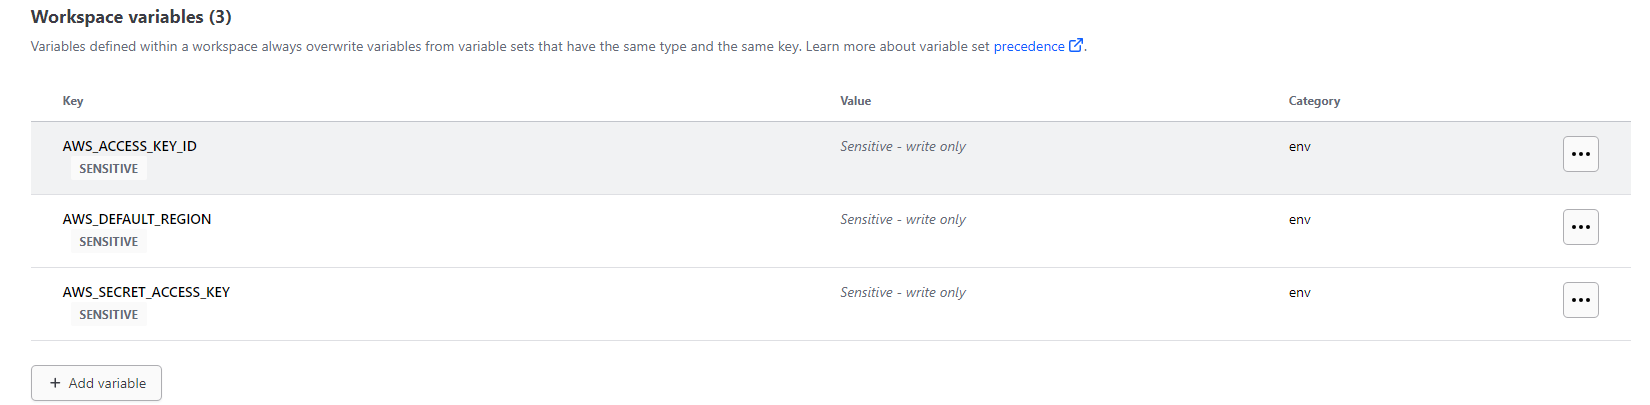 Workspace variables (3)
Variables defined within a workspace always overwrite variables from variable sets that have the same type and the same key. Learn more about variable set precedence.
Key Value Category
AWS_ACCESS_KEY_ID Sensitive - write only env
SENSITIVE
AWS_DEFAULT_REGION Sensitive - write only env
SENSITIVE
AWS_SECRET_ACCESS_KEY Sensitive - write only env
SENSITIVE
+ Add variable